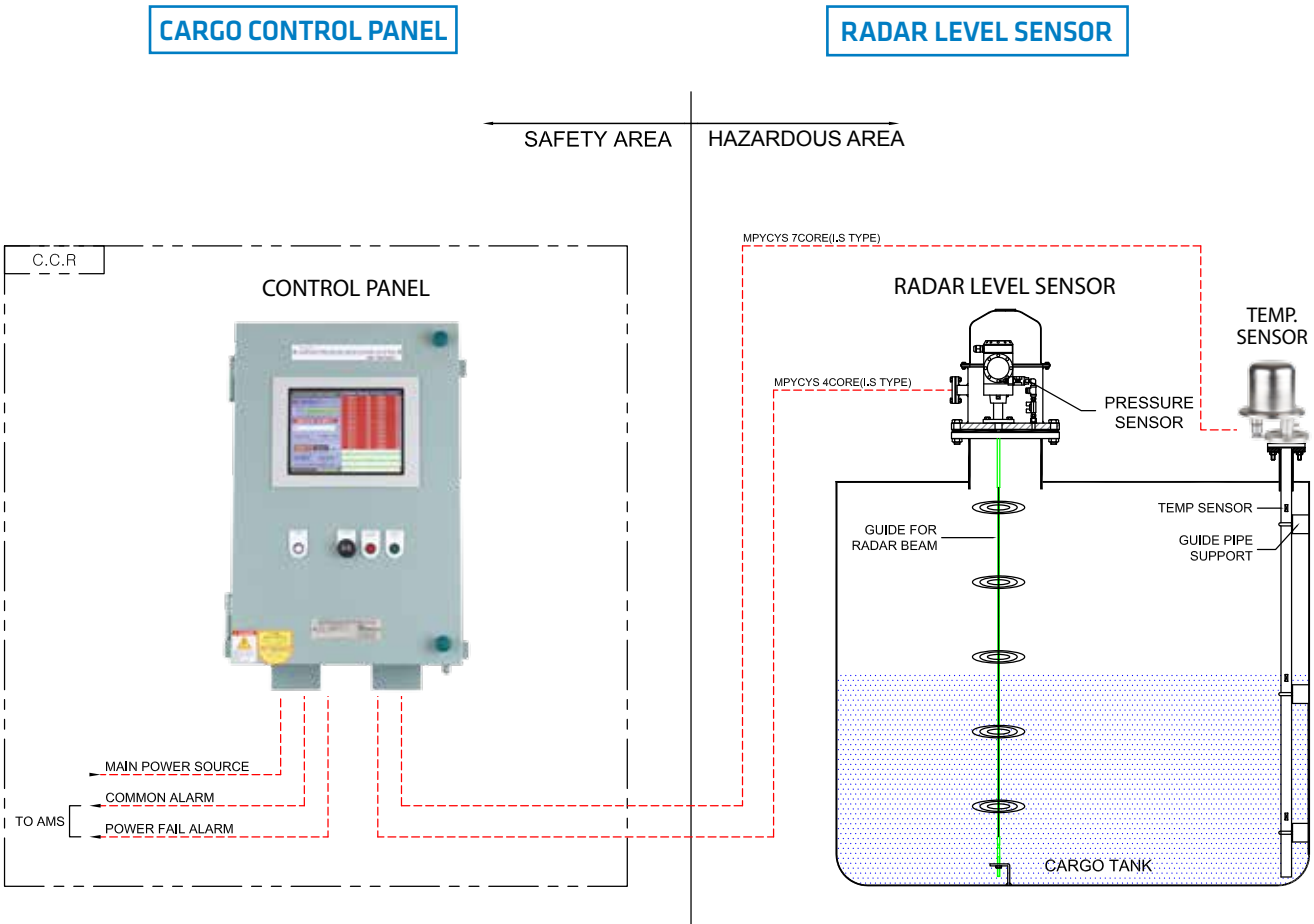 CARGO CONTROL PANEL
RADAR LEVEL SENSOR
SAFETY AREA
HAZARDOUS AREA
C.C.R
CONTROL PANEL
MPYCYS 7CORE(I.S TYPE)
RADAR LEVEL SENSOR
TEMP.
SENSOR
MPYCYS 4CORE(I.S TYPE)
PRESSURE
SENSOR
TEMP SENSOR
GUIDE FOR
RADAR BEAM
GUIDE PIPE
SUPPORT
MAIN POWER SOURCE
COMMON ALARM
TO AMS
POWER FAIL ALARM
CARGO TANK